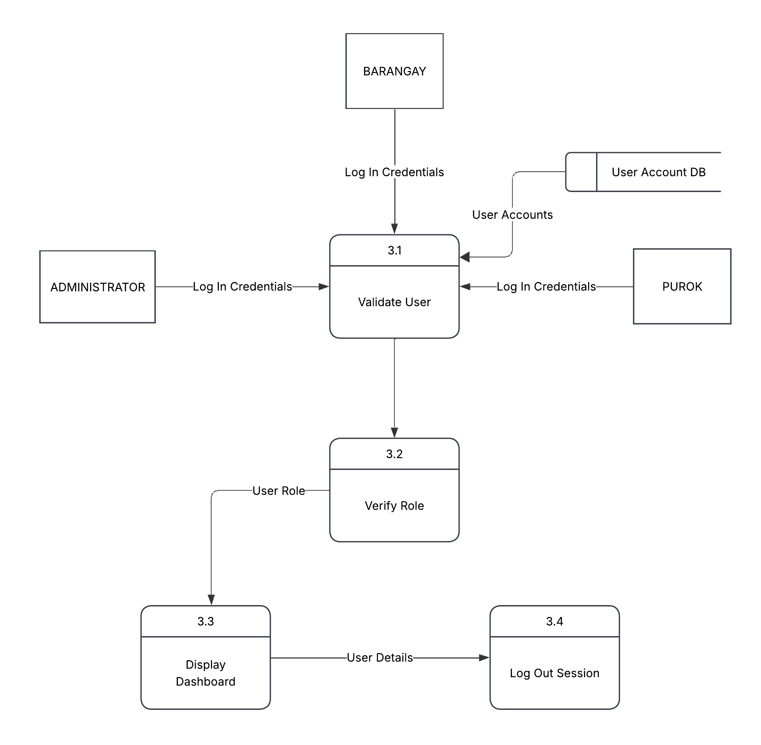 BARANGAY
Log In Credentials
User Account DB
User Accounts
3.1
Validate User
ADMINISTRATOR
Log In Credentials
Log In Credentials
PUROK
3.2
Verify Role
User Role
3.3
Display
Dashboard
User Details
3.4
Log Out Session